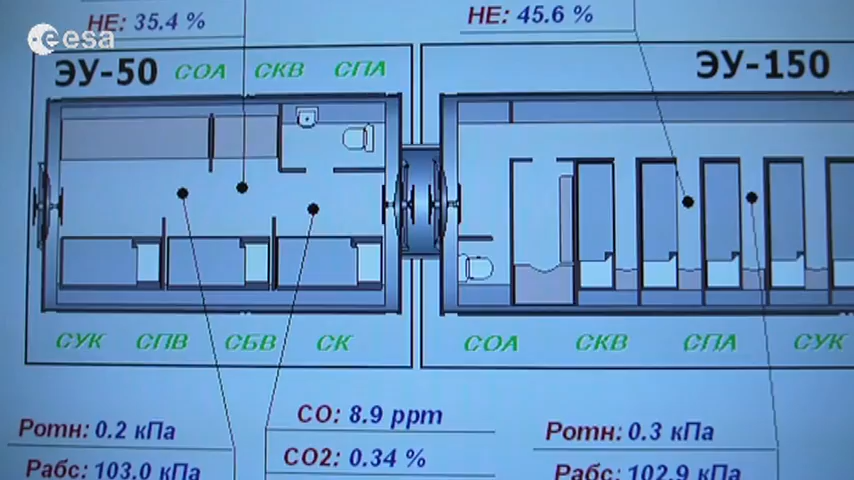 esa
НЕ: 35.4 %
НЕ: 45.6 %
ЭУ-50 СОА СКВ СПА
ЭУ-150
СУК СПВ СБВ СК
СОА СКВ СПА СУК
Ротн: 0.2 кПа
Рабс: 103.0 кПа
СО: 8.9 ppm
СО2: 0.34 %
Ротн: 0.3 кПа
Рабс: 102.9 кПа